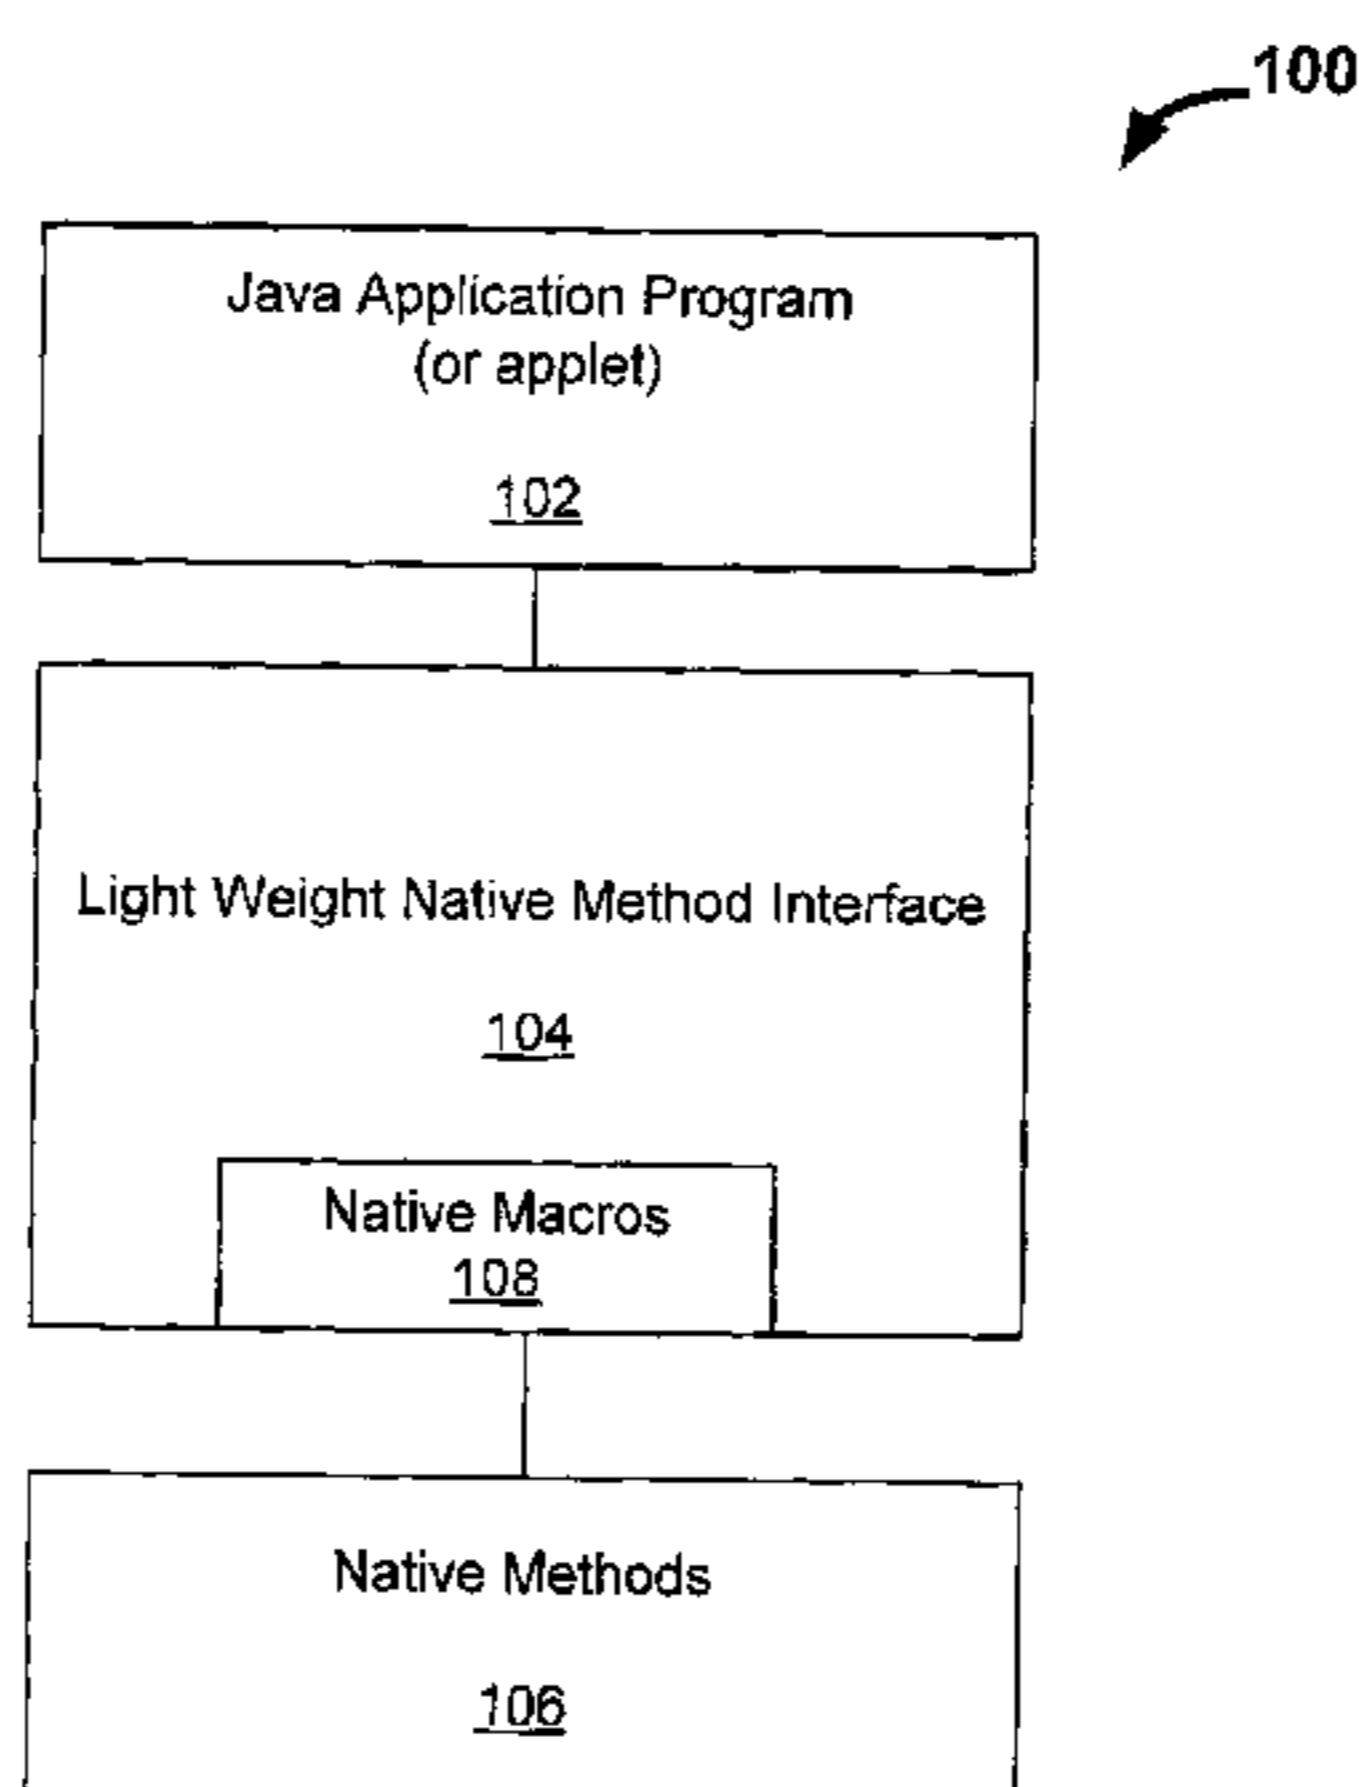 100
Java Application Program
(or applet)
102
Light Weight Native Method Interface
104
Native Macros
108
Native Methods
106